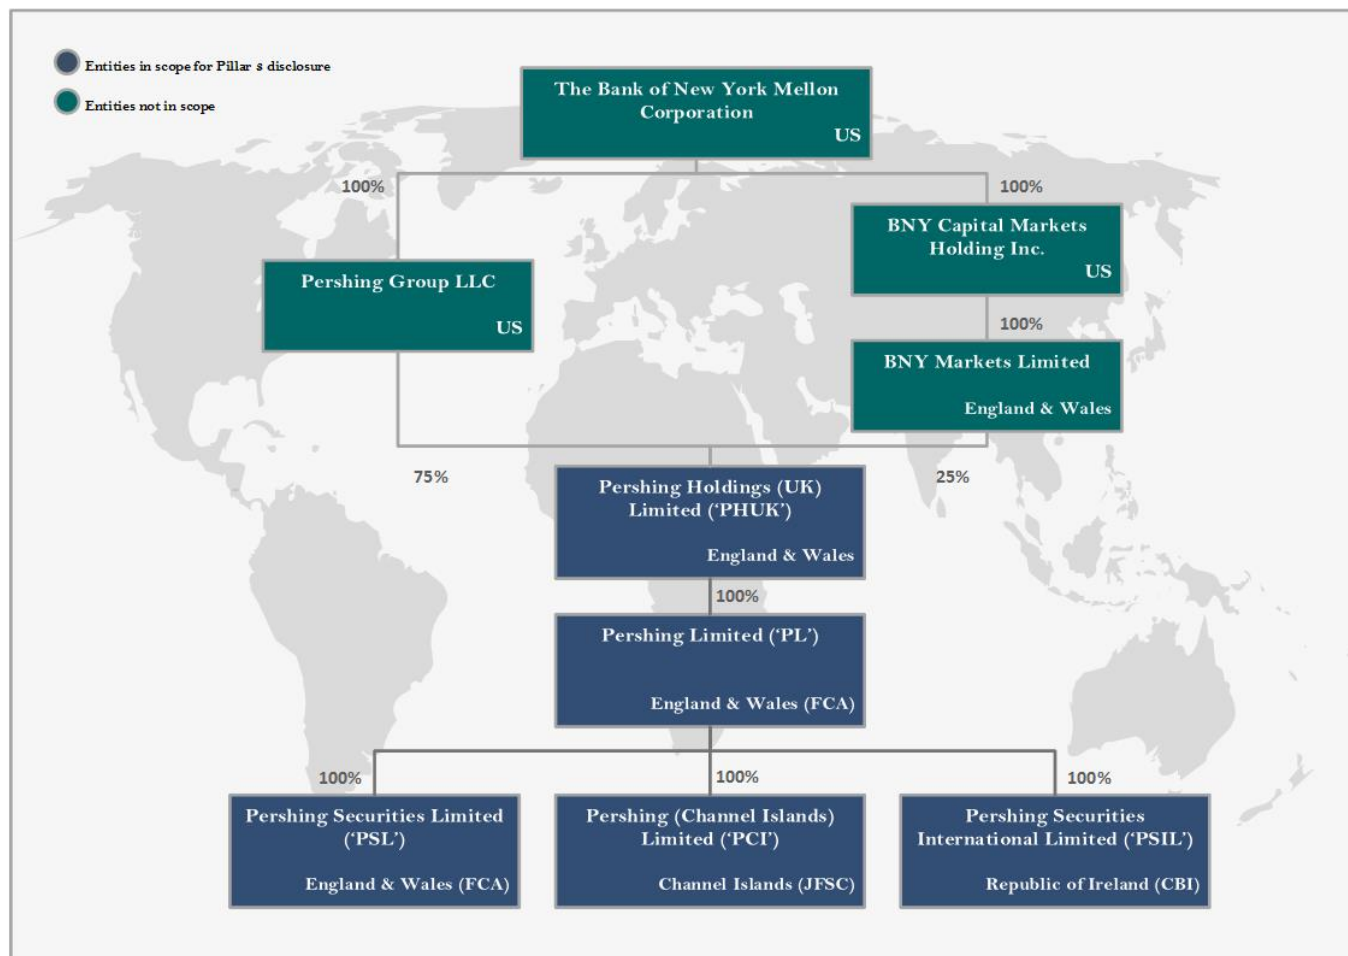 Entities in scope for Pillar 3 disclosure
Entities not in scope
The Bank of New York Mellon
Corporation
US
100%
100%
BNY Capital Markets
Holding Inc.
US
Pershing Group LLC
US
100%
BNY Markets Limited
England & Wales
75%
25%
Pershing Holdings (UK)
Limited (‘PHUK’)
England & Wales
100%
Pershing Limited (‘PL’)
England & Wales (FCA)
100%
100%
100%
Pershing Securities Limited
(‘PSL’)
England & Wales (FCA)
Pershing (Channel Islands)
Limited (‘PCI’)
Channel Islands (JFSC)
Pershing Securities
International Limited (‘PSIL’)
Republic of Ireland (CBI)